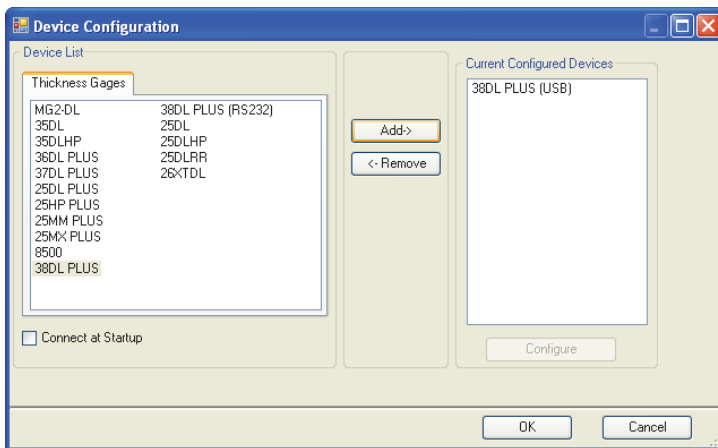 Device Configuration
Device List
Thickness Gages
MG2-DL
35DL
35DLHP
36DL PLUS
37DL PLUS
25DL PLUS
25HP PLUS
25MM PLUS
25MX PLUS
8500
38DL PLUS
38DL PLUS (RS232)
25DL
25DLHP
25DLRR
26XTDL
Connect at Startup
Add->
<- Remove
Current Configured Devices
38DL PLUS (USB)
Configure
OK
Cancel